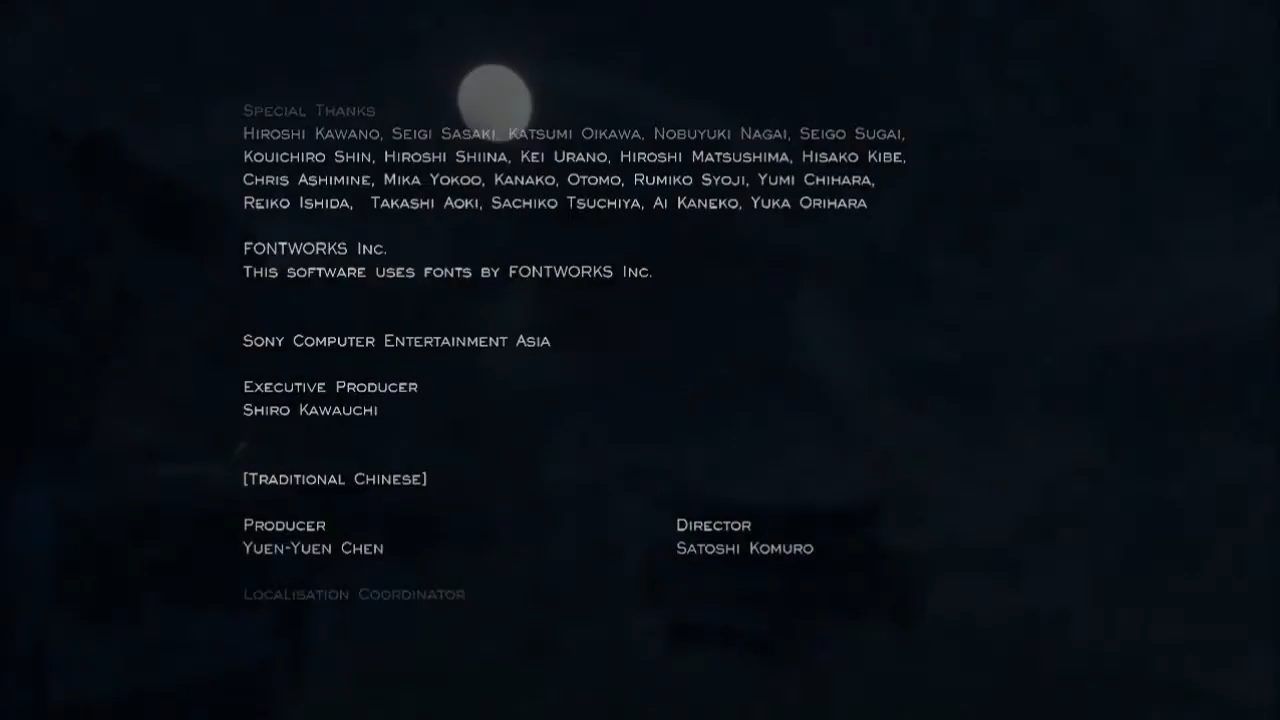 Special Thanks
Hiroshi Kawano, Seigi Sasaki, Katsumi Oikawa, Nobuyuki Nagai, Seigo Sugai,
Kouichiro Shin, Hiroshi Shiina, Kei Urano, Hiroshi Matsushima, Hisako Kibe,
Chris Ashimine, Mika Yokoo, Kanako, Otomo, Rumiko Syoji, Yumi Chihara,
Reiko Ishida, Takashi Aoki, Sachiko Tsuchiya, Ai Kaneko, Yuka Orihara
FONTWORKS Inc.
This software uses fonts by FONTWORKS Inc.
Sony Computer Entertainment Asia
Executive Producer
Shiro Kawauchi
[Traditional Chinese]
Producer
Yuen-Yuen Chen
Director
Satoshi Komuro
Localisation Coordinator